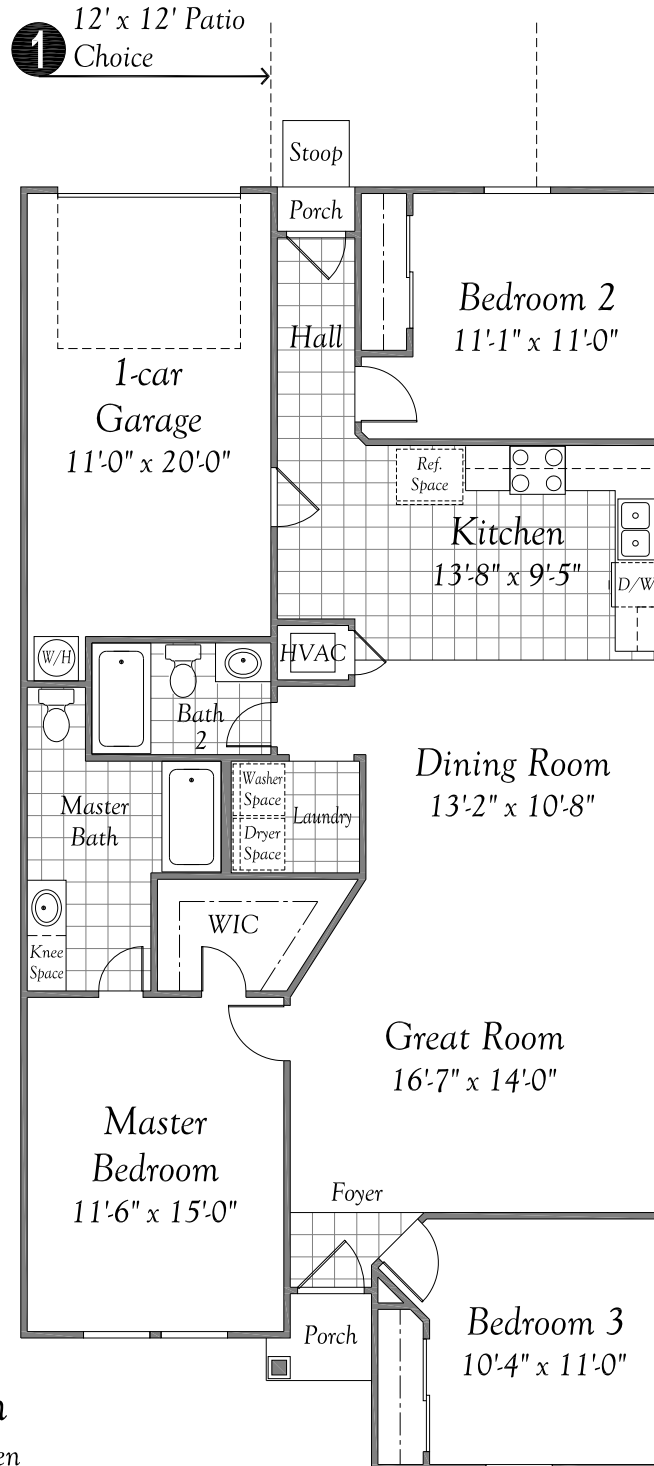 1
12' x 12' Patio
Choice
Stoop
Porch
Hall
Bedroom 2
11'-1" x 11'-0"
1-car
Garage
11'-0" x 20'-0"
Ref.
Space
Kitchen
13'-8" x 9'-5"
D/W
W/H
HVAC
Bath
2
Dining Room
13'-2" x 10'-8"
Master
Bath
Washer
Space
Laundry
Dryer
Space
WIC
Knee
Space
Great Room
16'-7" x 14'-0"
Master
Bedroom
11'-6" x 15'-0"
Foyer
Porch
Bedroom 3
10'-4" x 11'-0"
en